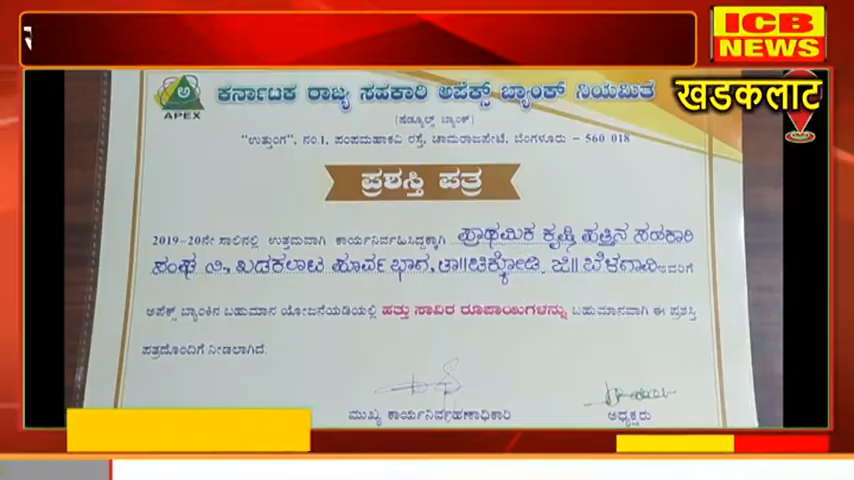 ICB
NEWS
खडकलाट
ಅ
APEX
ಕರ್ನಾಟಕ ರಾಜ್ಯ ಸಹಕಾರಿ ಅಪೆಕ್ಸ್ ಬ್ಯಾಂಕ್ ನಿಯಮಿತ
(ಷೆಡ್ಯೂಲ್ಡ್ ಬ್ಯಾಂಕ್)
"ಉತ್ತುಂಗ", ನಂ.1, ಪಂಪಮಹಾಕವಿ ರಸ್ತೆ, ಚಾಮರಾಜಪೇಟೆ, ಬೆಂಗಳೂರು - 560 018
ಪ್ರಶಸ್ತಿ ಪತ್ರ
2019-20ನೇ ಸಾಲಿನಲ್ಲಿ ಉತ್ತಮವಾಗಿ ಕಾರ್ಯನಿರ್ವಹಿಸಿದ್ದಕ್ಕಾಗಿ ಪ್ರಾಥಮಿಕ ಕೃಷಿ ಪತ್ತಿನ ಸಹಕಾರಿ
ಸಂಘ ನಿ, ಖಡಕಲಾಟ ಪೂರ್ವಭಾಗ, ತಾ॥ಚಿಕ್ಕೋಡಿ, ಜಿ॥ ಬೆಳಗಾವಿ ಇವರಿಗೆ
ಅಪೆಕ್ಸ್ ಬ್ಯಾಂಕಿನ ಬಹುಮಾನ ಯೋಜನೆಯಡಿಯಲ್ಲಿ ಹತ್ತು ಸಾವಿರ ರೂಪಾಯಿಗಳನ್ನು ಬಹುಮಾನವಾಗಿ ಈ ಪ್ರಶಸ್ತಿ
ಪತ್ರದೊಂದಿಗೆ ನೀಡಲಾಗಿದೆ.
ಮುಖ್ಯ ಕಾರ್ಯನಿರ್ವಹಣಾಧಿಕಾರಿ ಅಧ್ಯಕ್ಷರು